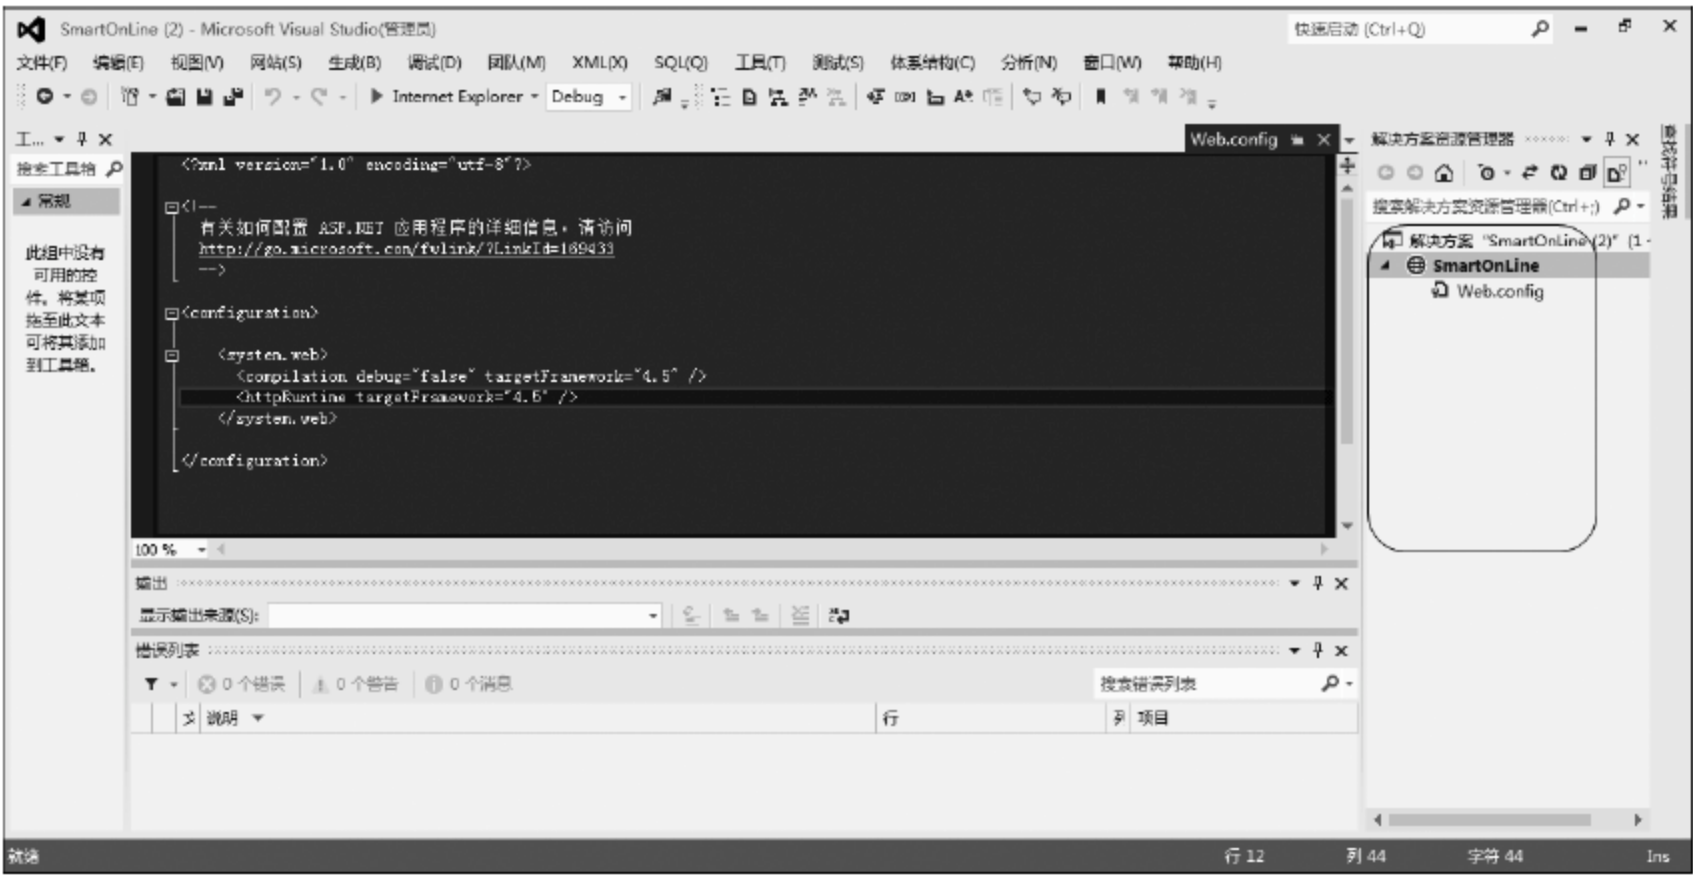 SmartOnLine (2) - Microsoft Visual Studio(管理员)
快速启动 (Ctrl+Q)
文件(F) 编辑(E) 视图(V) 网站(S) 生成(B) 调试(D) 团队(M) XML(X) SQL(Q) 工具(T) 测试(S) 体系结构(C) 分析(N) 窗口(W) 帮助(H)
Internet Explorer Debug
工...
搜索工具箱
常规
此组中没有
可用的控
件。将某项
拖至此文本
可将其添加
到工具箱。
Web.config
<?xml version="1.0" encoding="utf-8"?>
<!--
有关如何配置 ASP.NET 应用程序的详细信息，请访问
http://go.microsoft.com/fwlink/?LinkId=169433
-->
<configuration>
<system.web>
<compilation debug="false" targetFramework="4.5" />
<httpRuntime targetFramework="4.5" />
</system.web>
</configuration>
100 %
输出
显示输出来源(S):
错误列表
0 个错误 0 个警告 0 个消息
搜索错误列表
说明 行 列 项目
解决方案资源管理器
搜索解决方案资源管理器(Ctrl+;)
解决方案 "SmartOnLine (2)" (1
SmartOnLine
Web.config
查找符号结果
就绪 行 12 列 44 字符 44 Ins